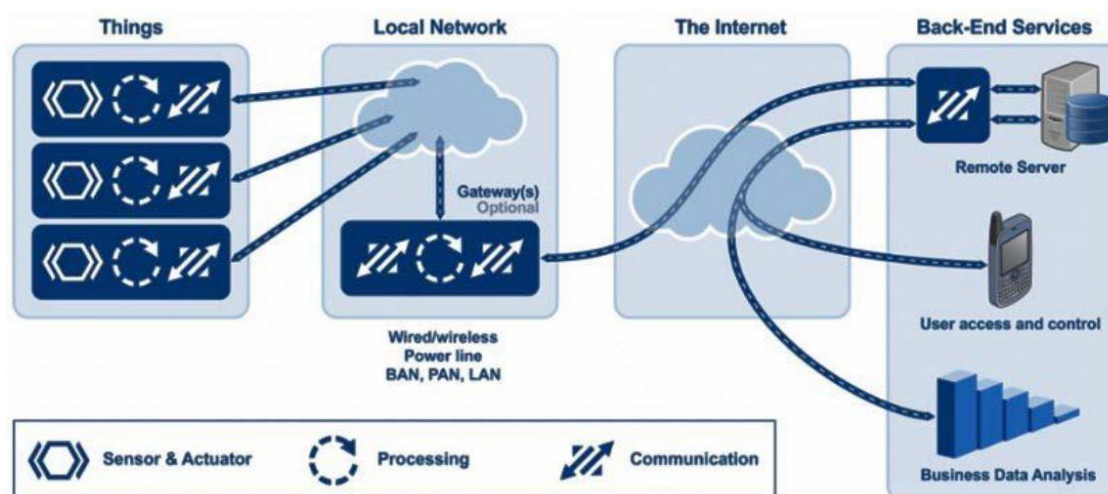 Things
Local Network
The Internet
Back-End Services
Gateway(s)
Optional
Remote Server
User access and control
Wired/wireless
Power line
BAN, PAN, LAN
Business Data Analysis
Sensor & Actuator
Processing
Communication